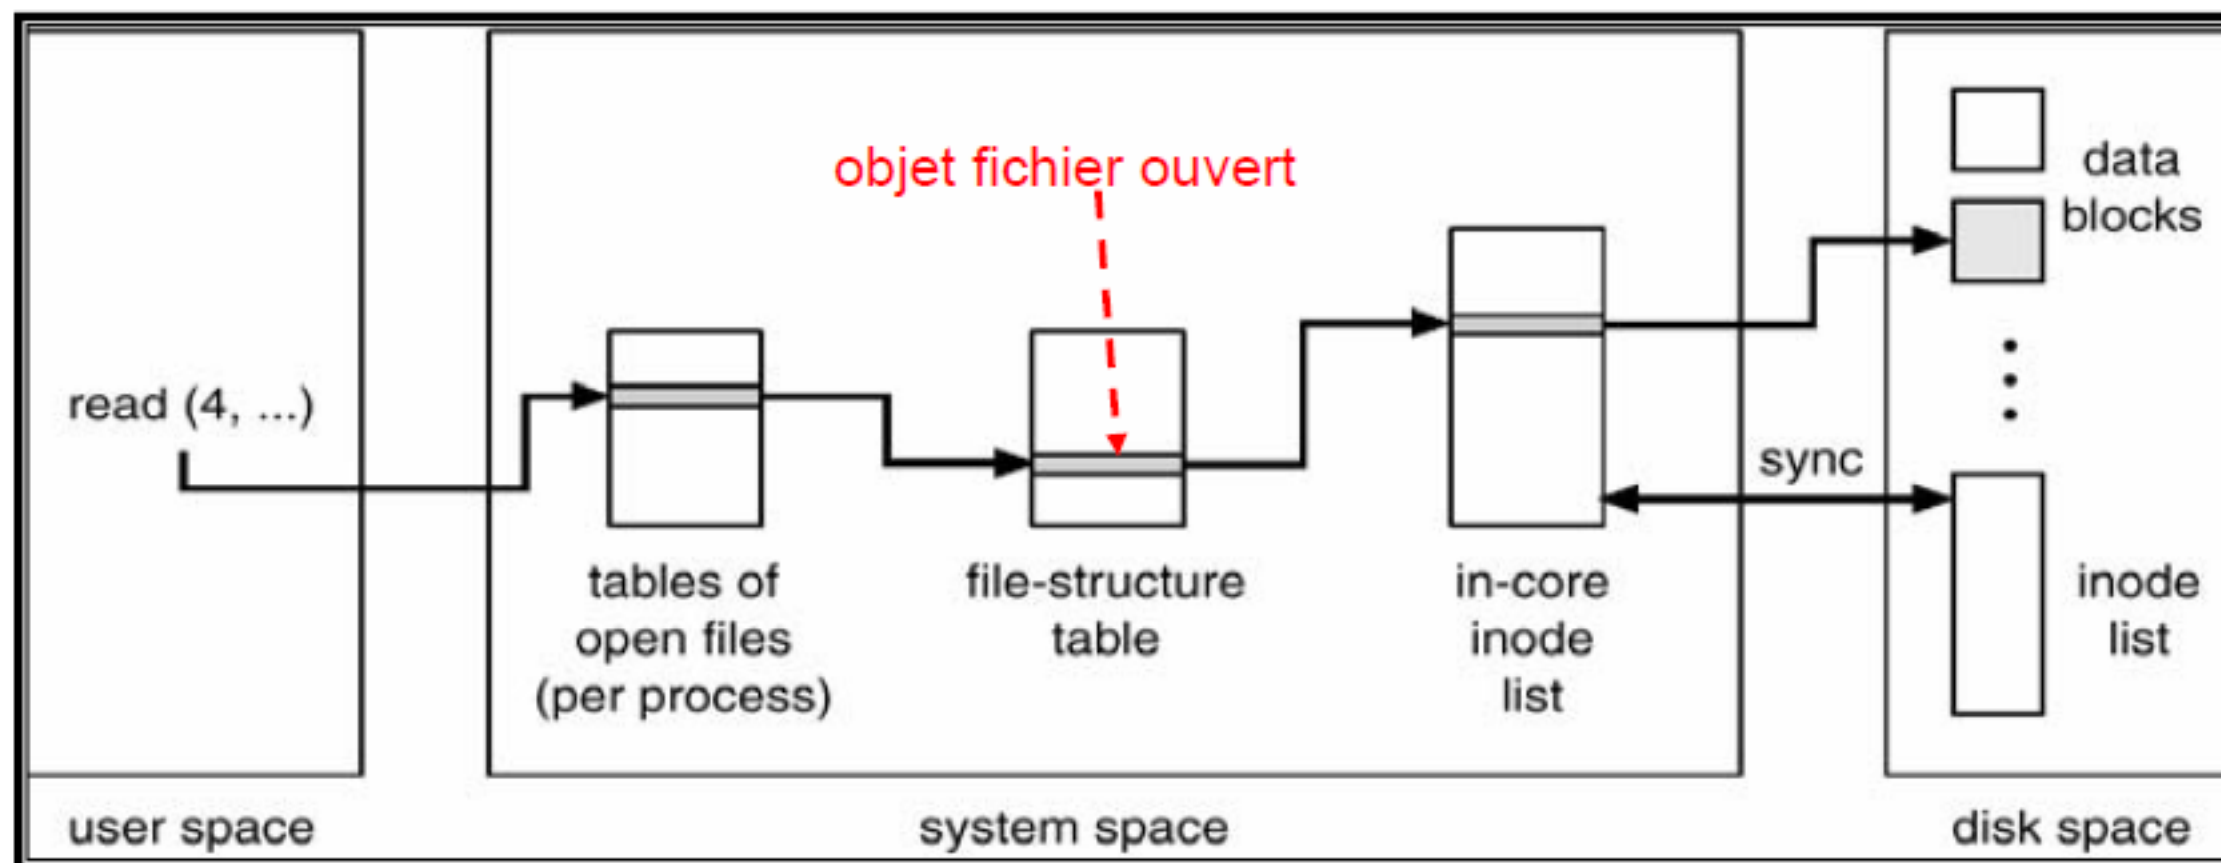 objet fichier ouvert
data
blocks
read (4, ...)
sync
tables of
open files
(per process)
file-structure
table
in-core
inode
list
inode
list
user space
system space
disk space